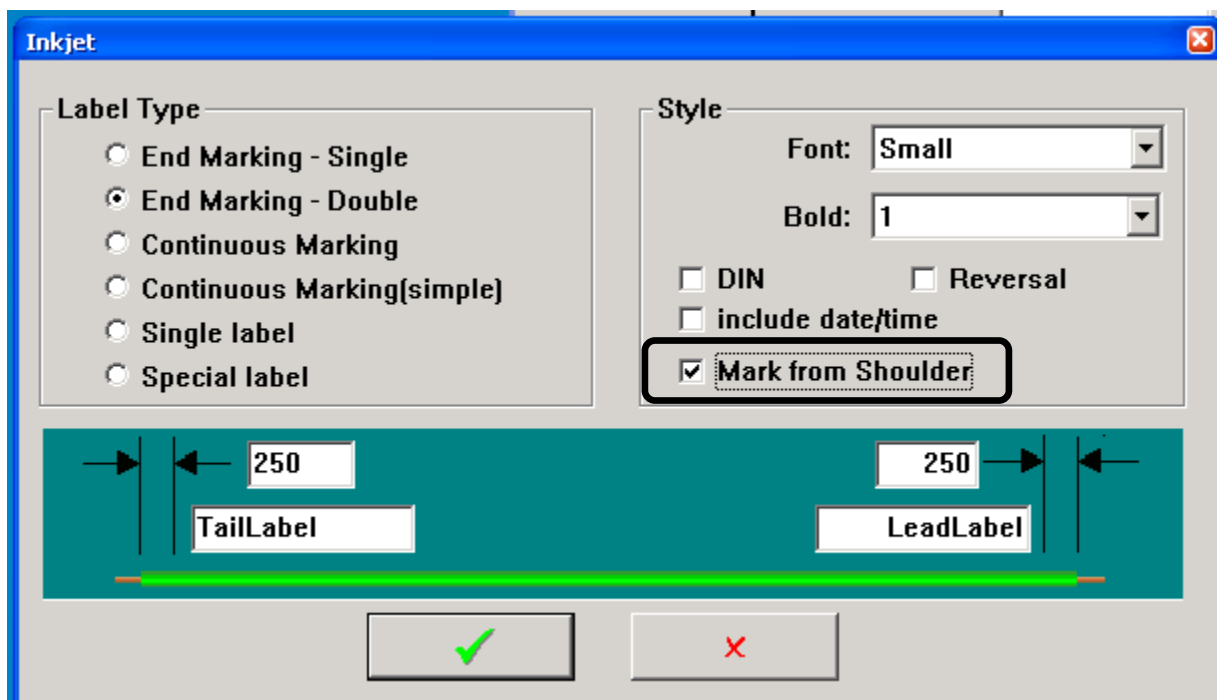 Inkjet
Label Type
End Marking - Single
End Marking - Double
Continuous Marking
Continuous Marking(simple)
Single label
Special label
Style
Font: Small
Bold: 1
DIN Reversal
include date/time
Mark from Shoulder
250 250
TailLabel LeadLabel